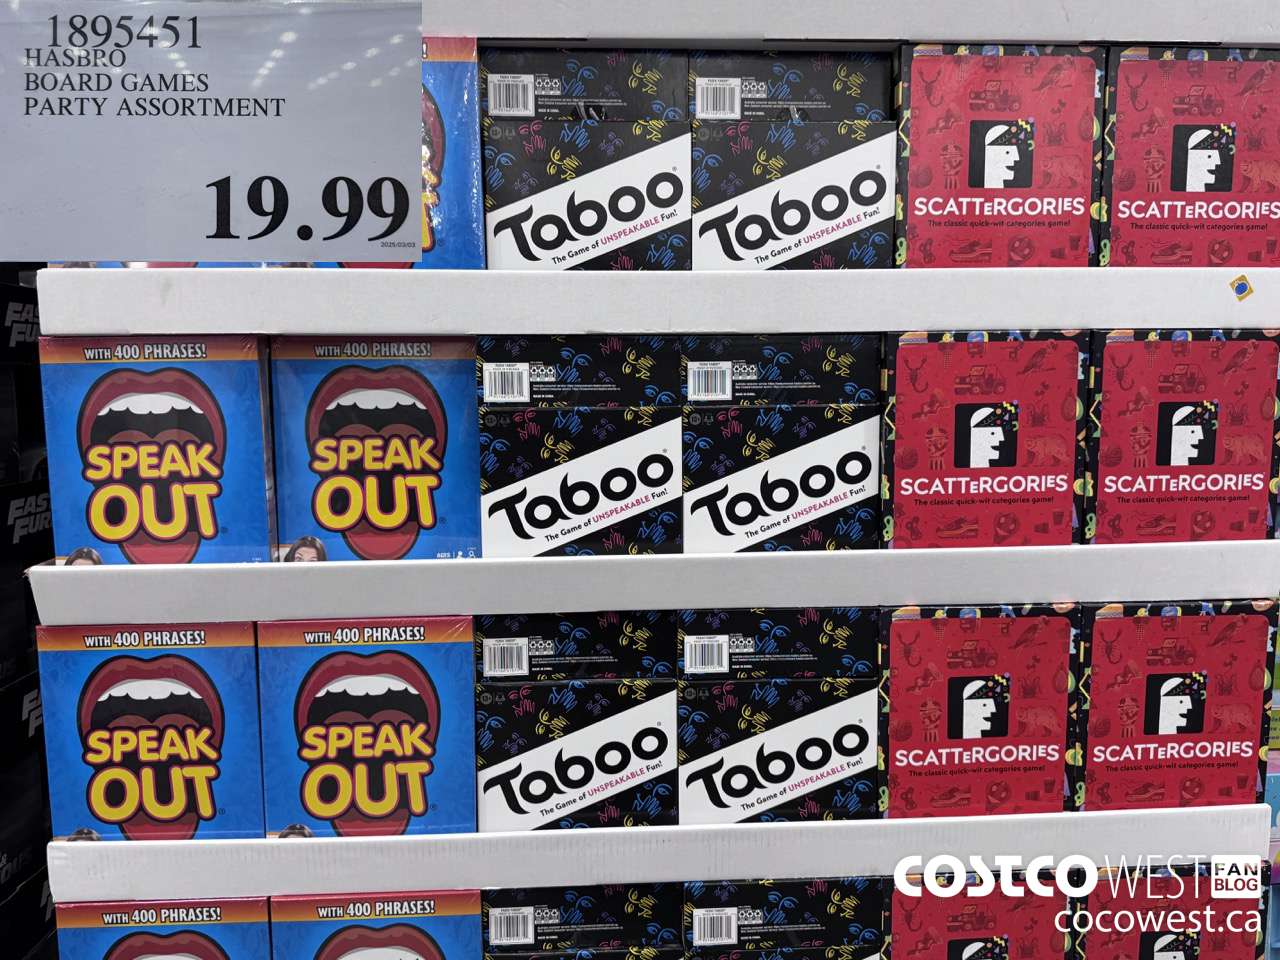 1895451
HASBRO
BOARD GAMES
PARTY ASSORTMENT
19.99
2025/03/03
Taboo
The Game of UNSPEAKABLE Fun!
Taboo
The Game of UNSPEAKABLE Fun!
SCATTERGORIES
The classic quick-wit categories game!
SCATTERGORIES
The classic quick-wit categories game!
WITH 400 PHRASES!
SPEAK
OUT
WITH 400 PHRASES!
SPEAK
OUT
Taboo
The Game of UNSPEAKABLE Fun!
Taboo
The Game of UNSPEAKABLE Fun!
SCATTERGORIES
The classic quick-wit categories game!
SCATTERGORIES
The classic quick-wit categories game!
WITH 400 PHRASES!
SPEAK
OUT
WITH 400 PHRASES!
SPEAK
OUT
Taboo
The Game of UNSPEAKABLE Fun!
Taboo
The Game of UNSPEAKABLE Fun!
SCATTERGORIES
The classic quick-wit categories game!
SCATTERGORIES
The classic quick-wit categories game!
WITH 400 PHRASES!
WITH 400 PHRASES!
COSTCO WEST FAN BLOG
cocowest.ca